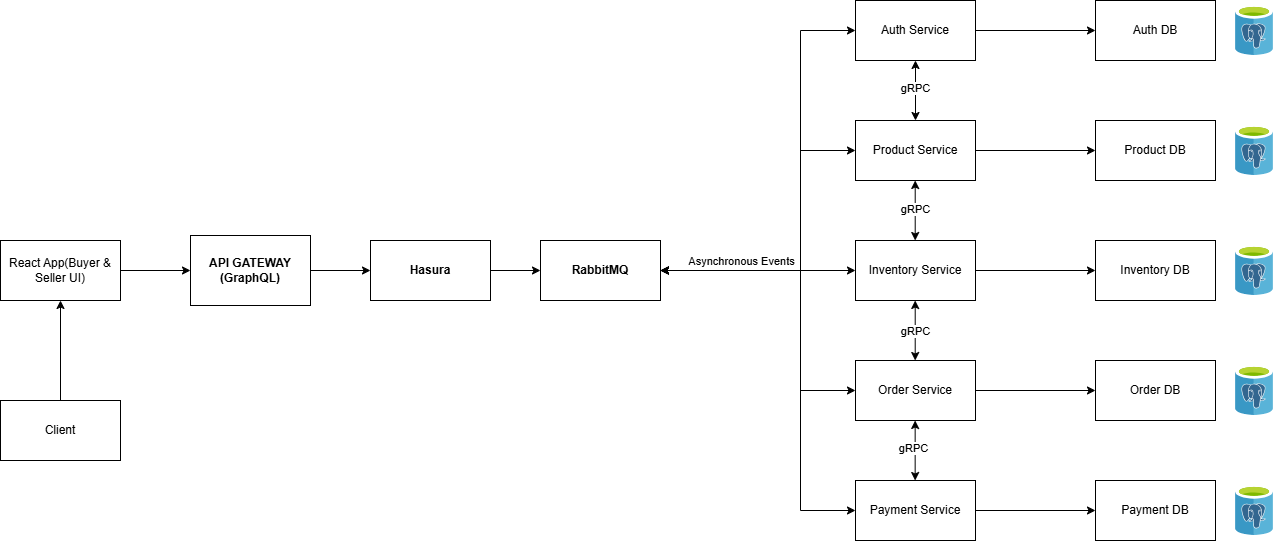 Auth Service
Auth DB
gRPC
Product Service
Product DB
gRPC
React App(Buyer &
Seller UI)
API GATEWAY
(GraphQL)
Hasura
RabbitMQ
Asynchronous Events
Inventory Service
Inventory DB
gRPC
Order Service
Order DB
Client
gRPC
Payment Service
Payment DB